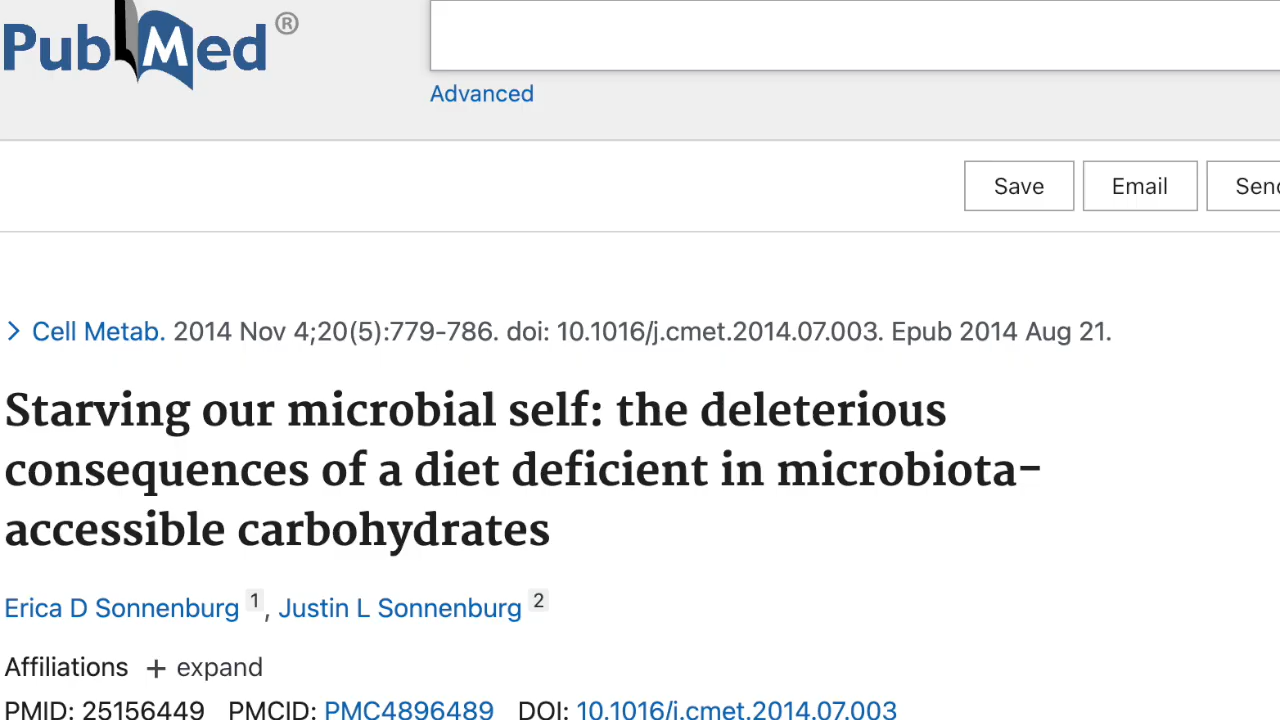 PubMed®
Advanced
Save Email
> Cell Metab. 2014 Nov 4;20(5):779-786. doi: 10.1016/j.cmet.2014.07.003. Epub 2014 Aug 21.
Starving our microbial self: the deleterious
consequences of a diet deficient in microbiota-
accessible carbohydrates
Erica D Sonnenburg 1, Justin L Sonnenburg 2
Affiliations + expand
PMID: 25156449 PMCID: PMC4896489 DOI: 10.1016/j.cmet.2014.07.003